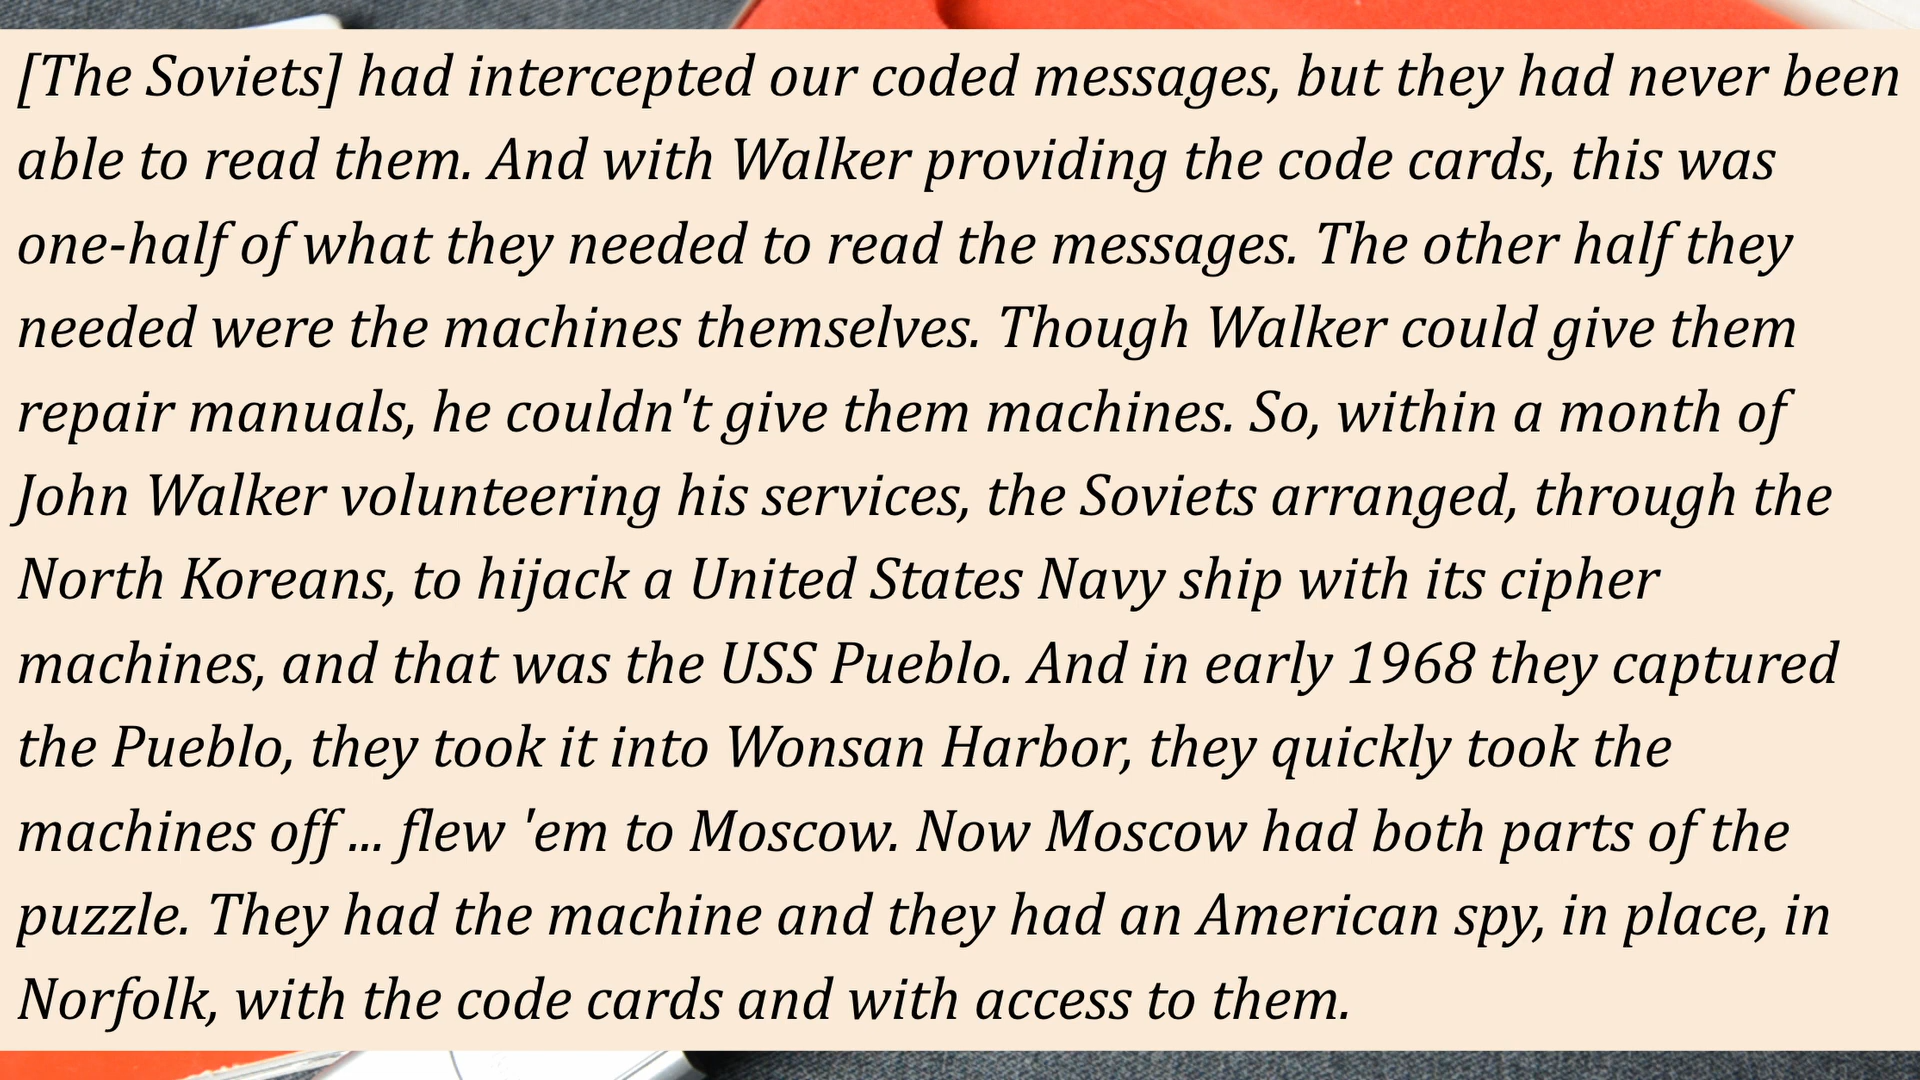 [The Soviets] had intercepted our coded messages, but they had never been
able to read them. And with Walker providing the code cards, this was
one-half of what they needed to read the messages. The other half they
needed were the machines themselves. Though Walker could give them
repair manuals, he couldn't give them machines. So, within a month of
John Walker volunteering his services, the Soviets arranged, through the
North Koreans, to hijack a United States Navy ship with its cipher
machines, and that was the USS Pueblo. And in early 1968 they captured
the Pueblo, they took it into Wonsan Harbor, they quickly took the
machines off ... flew 'em to Moscow. Now Moscow had both parts of the
puzzle. They had the machine and they had an American spy, in place, in
Norfolk, with the code cards and with access to them.